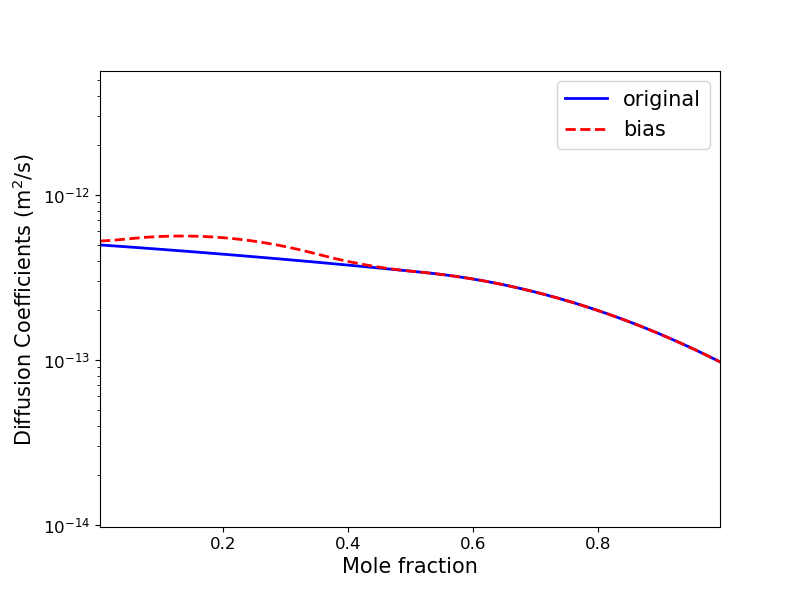 original
bias
Diffusion Coefficients (m²/s)
10⁻¹²
10⁻¹³
10⁻¹⁴
0.2 0.4 0.6 0.8
Mole fraction